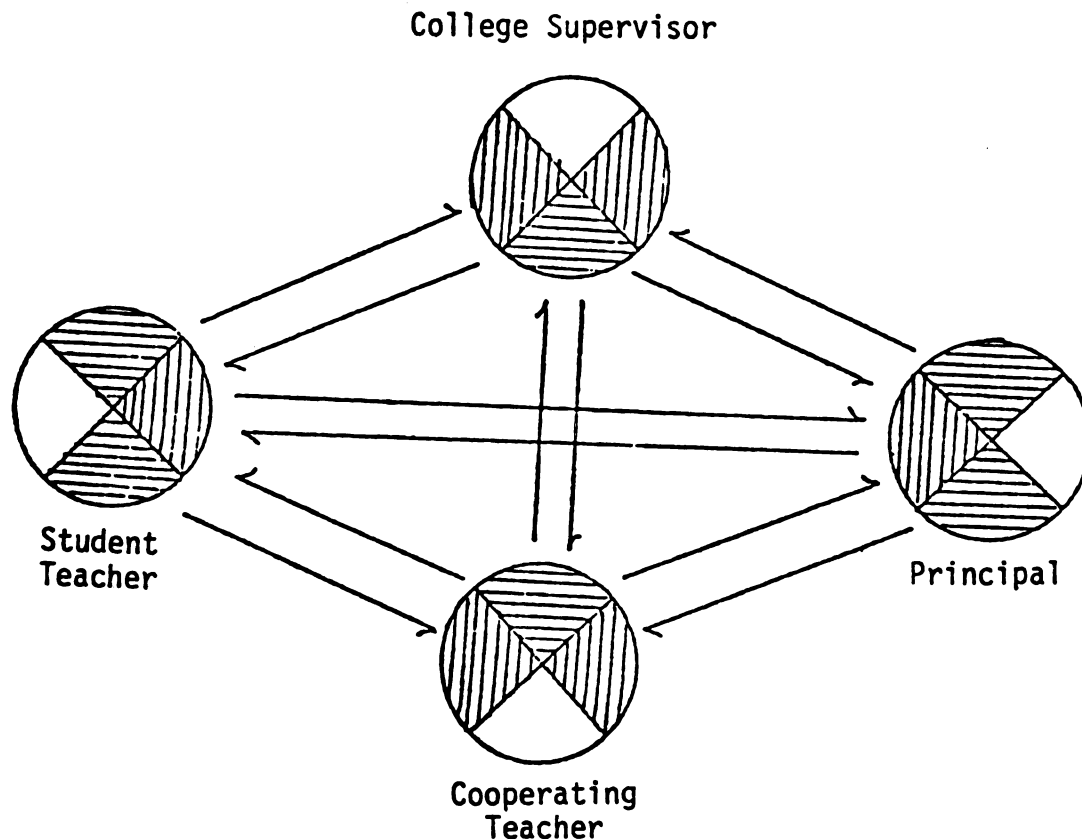 College Supervisor
Student
Teacher
Principal
Cooperating
Teacher